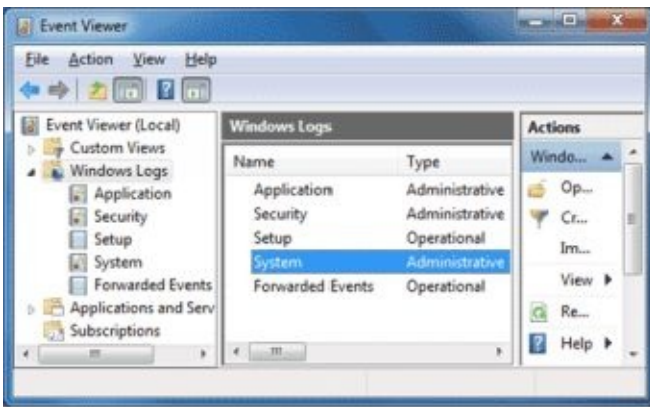 Event Viewer
File Action View Help
Event Viewer (Local)
Custom Views
Windows Logs
Application
Security
Setup
System
Forwarded Events
Applications and Serv
Subscriptions
Windows Logs
Name Type
Application Administrative
Security Administrative
Setup Operational
System Administrative
Forwarded Events Operational
Actions
Windo...
Op...
Cr...
Im...
View
Re...
Help